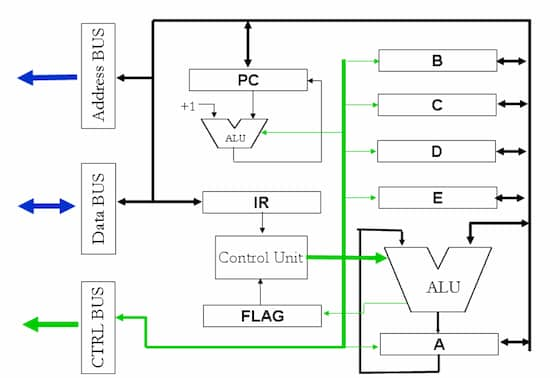 Address BUS
Data BUS
CTRL BUS
PC
+1
ALU
IR
Control Unit
FLAG
B
C
D
E
ALU
A